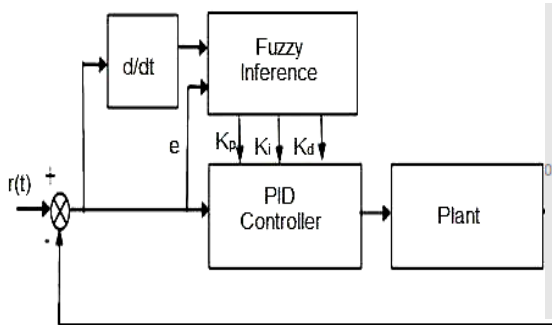 d/dt
Fuzzy
Inference
e
Kp
Ki
Kd
r(t)
+
-
PID
Controller
Plant